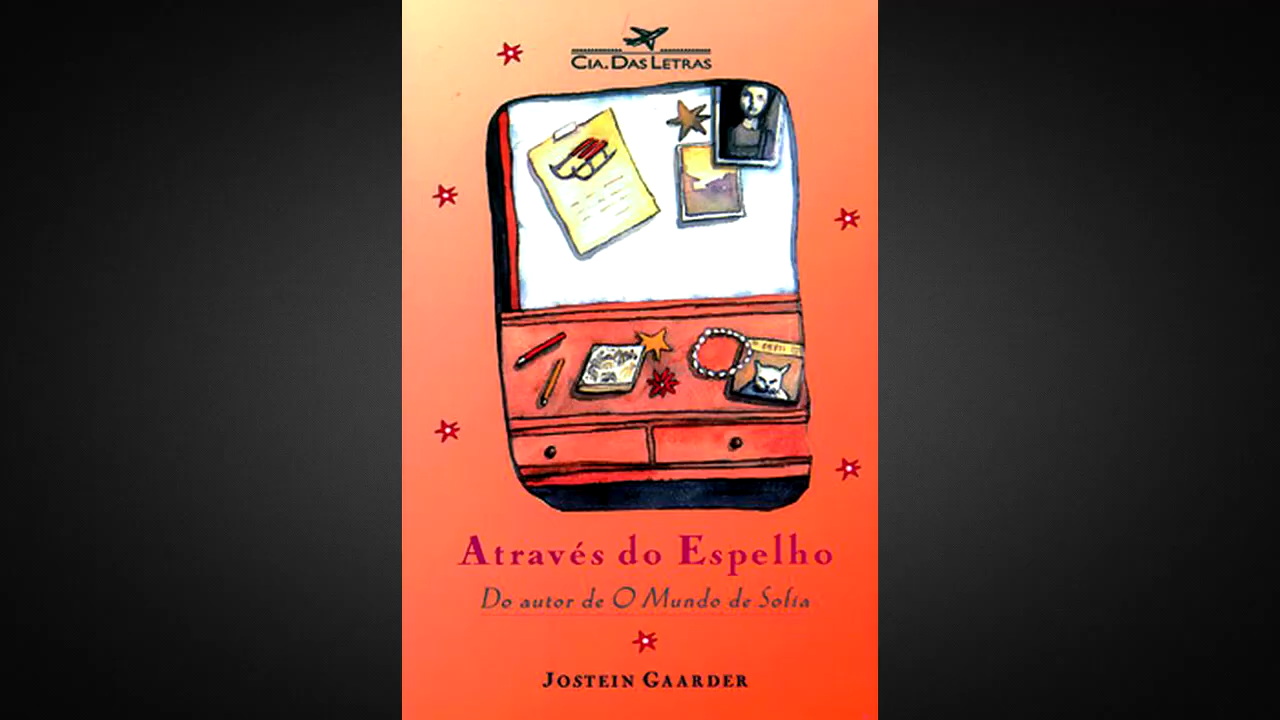 CIA. DAS LETRAS
Através do Espelho
Do autor de O Mundo de Sofia
JOSTEIN GAARDER